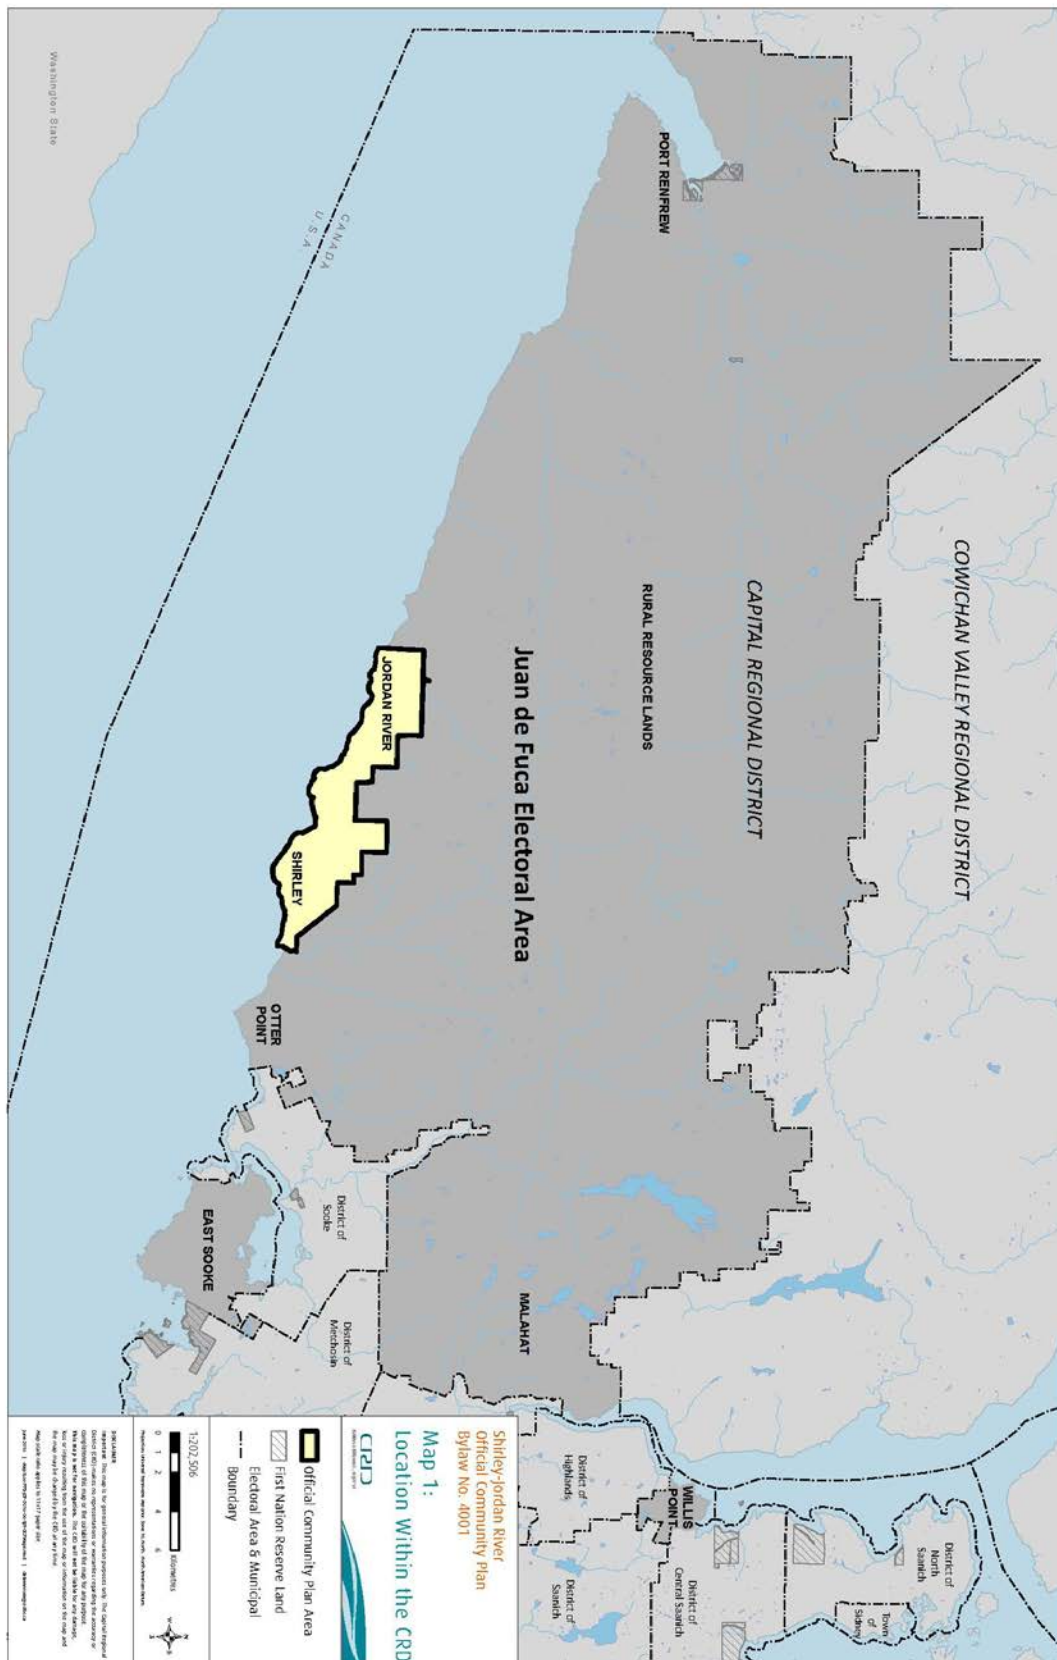 Washington State
CANADA
U.S.A.
PORT RENFREW
COWICHAN VALLEY REGIONAL DISTRICT
CAPITAL REGIONAL DISTRICT
RURAL RESOURCE LANDS
Juan de Fuca Electoral Area
JORDAN RIVER
SHIRLEY
OTTER
POINT
District of
Sooke
EAST SOOKE
District of
Metchosin
MALAHAT
District of
Highlands
WILLIS
POINT
District of
Central Saanich
District of
Saanich
District of
North
Saanich
Town
of
Sidney
Shirley-Jordan River
Official Community Plan
Bylaw No. 4001
Map 1:
Location Within the CRD
CRD
Official Community Plan Area
First Nation Reserve Land
Electoral Area & Municipal
Boundary
1:202,506
0 1 2 4 6
Kilometres
DISCLAIMER